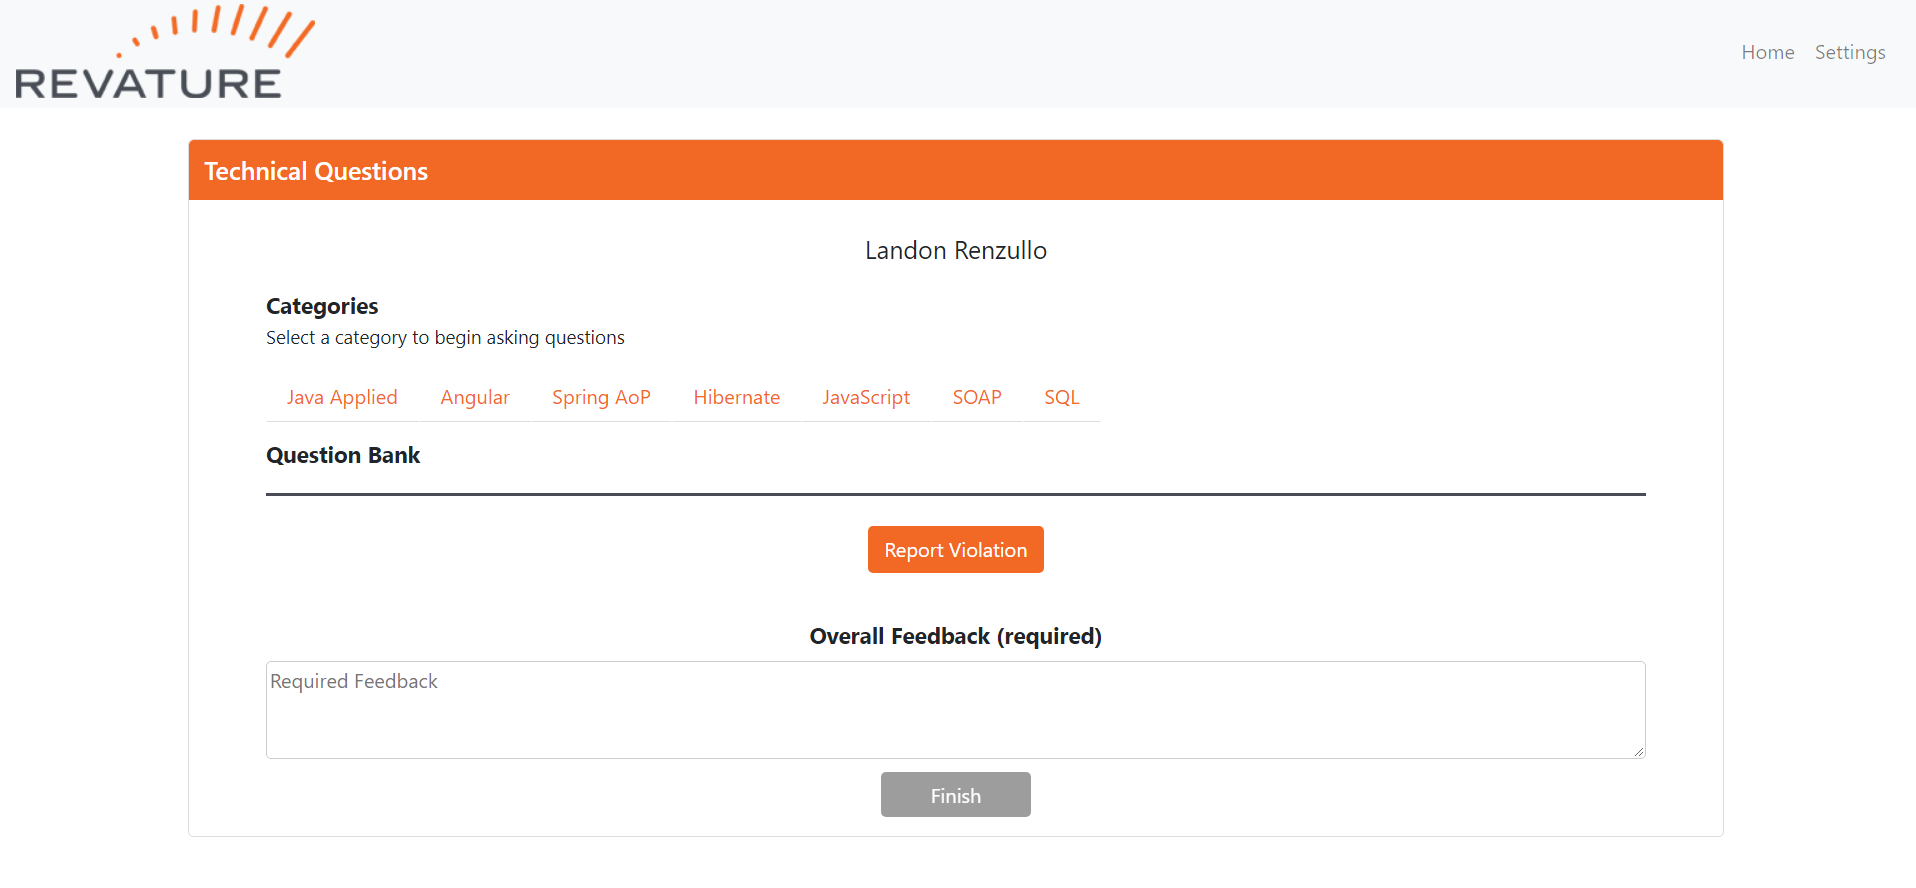 REVATURE
Home Settings
Technical Questions
Landon Renzullo
Categories
Select a category to begin asking questions
Java Applied Angular Spring AoP Hibernate JavaScript SOAP SQL
Question Bank
Report Violation
Overall Feedback (required)
Required Feedback
Finish